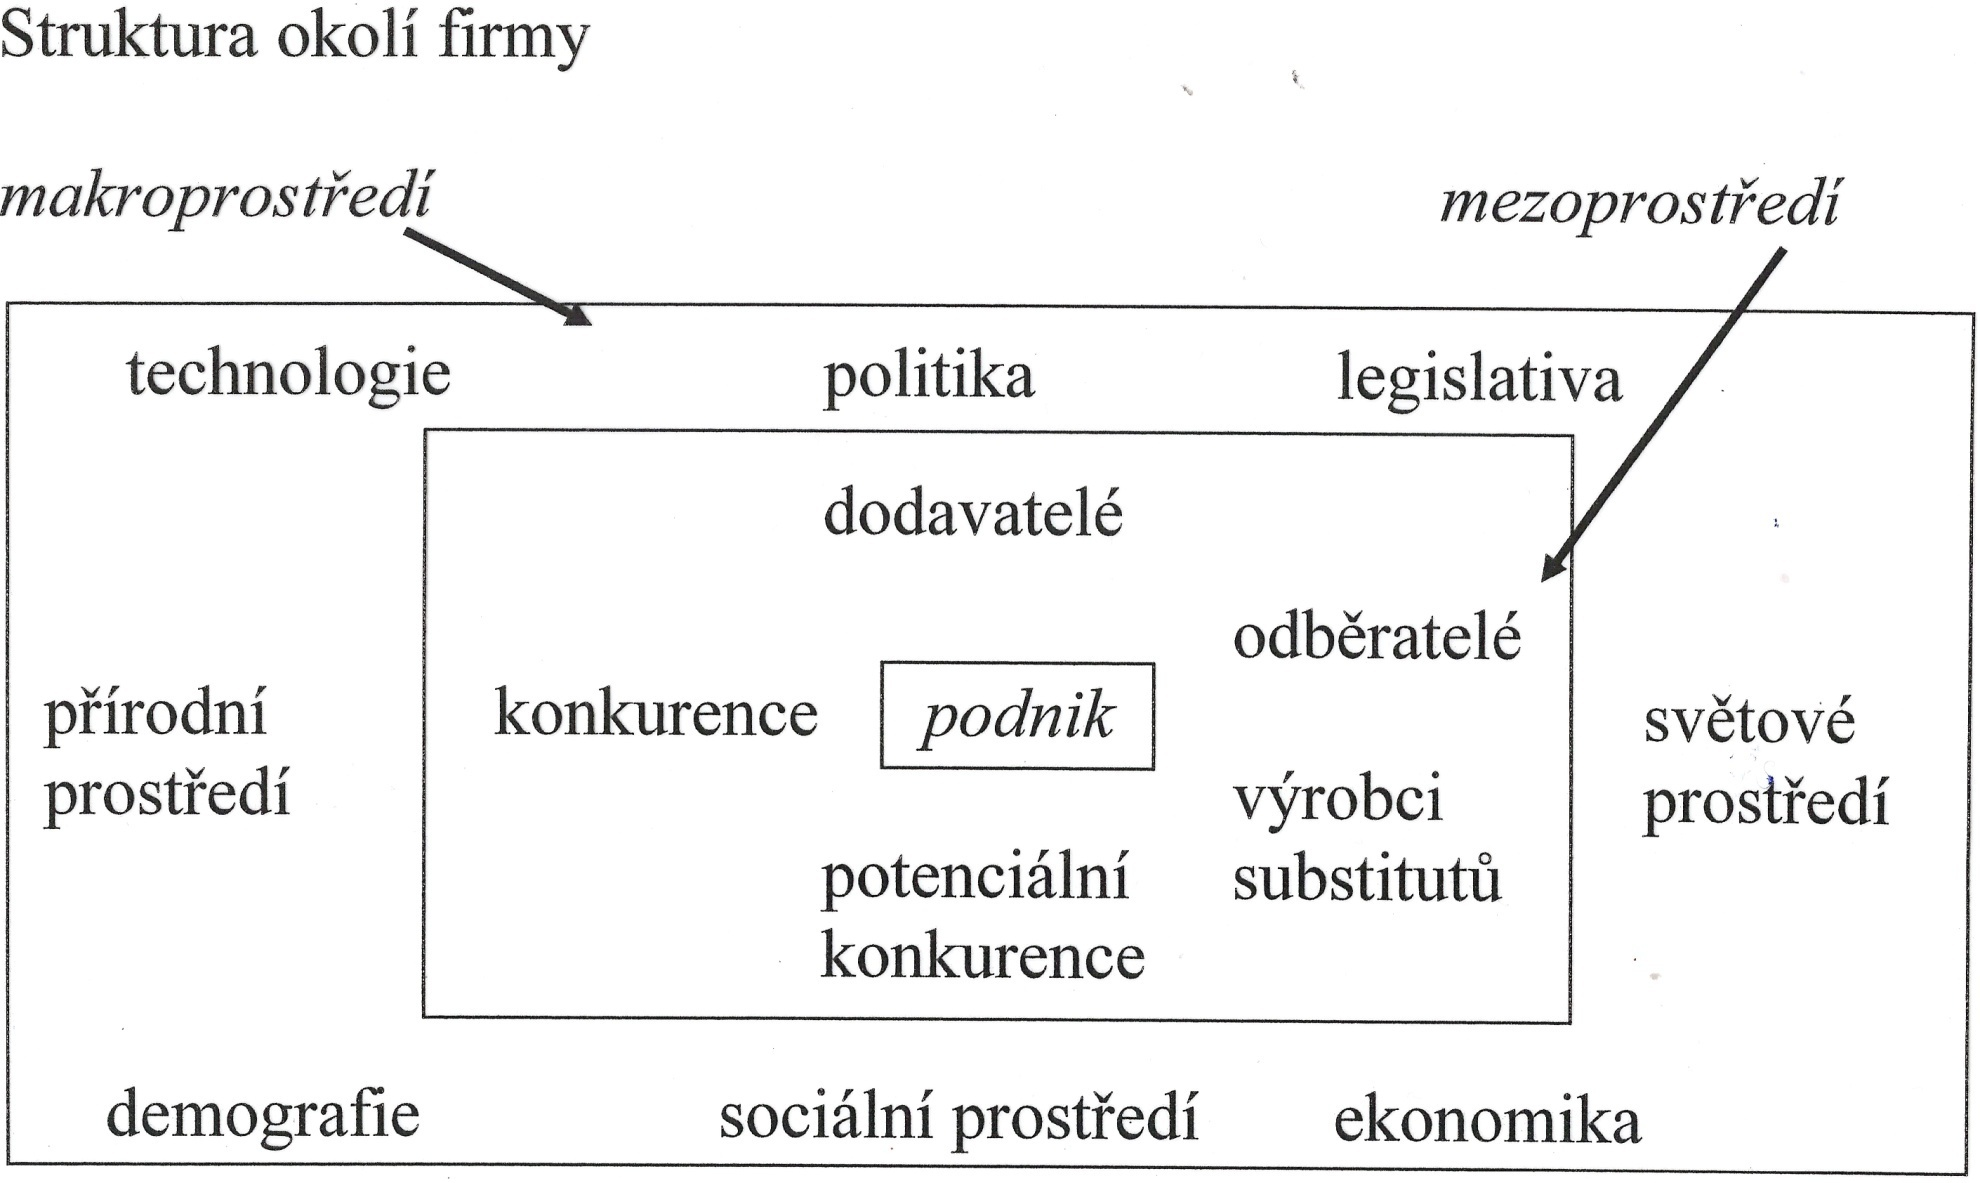 Struktura okolí firmy
makroprostředí
mezoprostředí
technologie
politika
legislativa
dodavatelé
odběratelé
přírodní
prostředí
konkurence
podnik
světové
prostředí
výrobci
substitutů
potenciální
konkurence
demografie
sociální prostředí
ekonomika